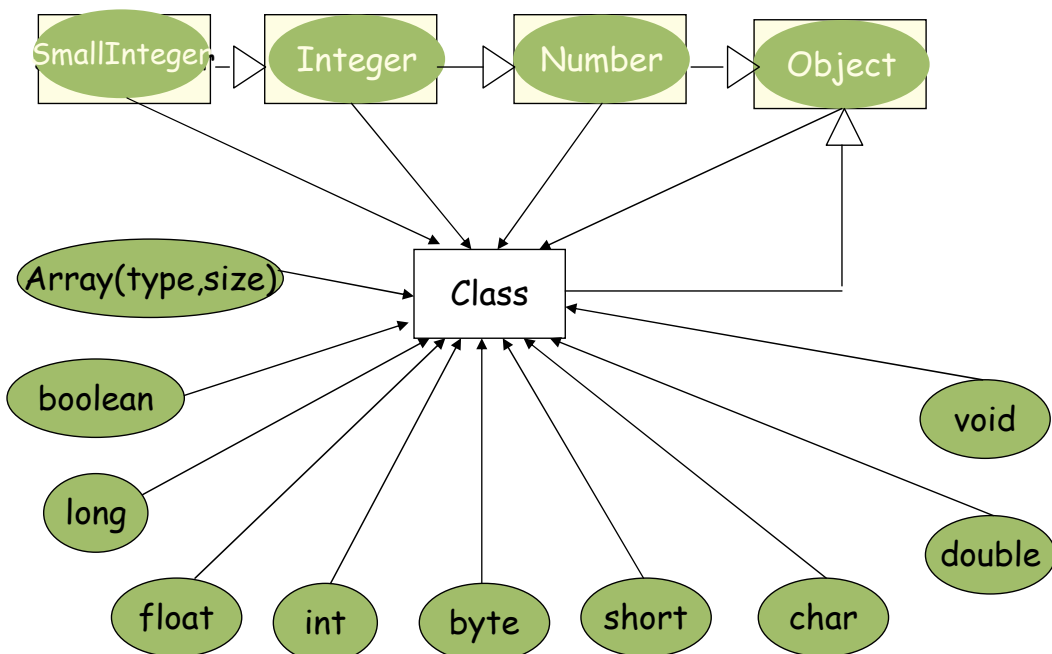 SmallInteger
Integer
Number
Object
Array(type,size)
Class
boolean
void
long
double
float
int
byte
short
char